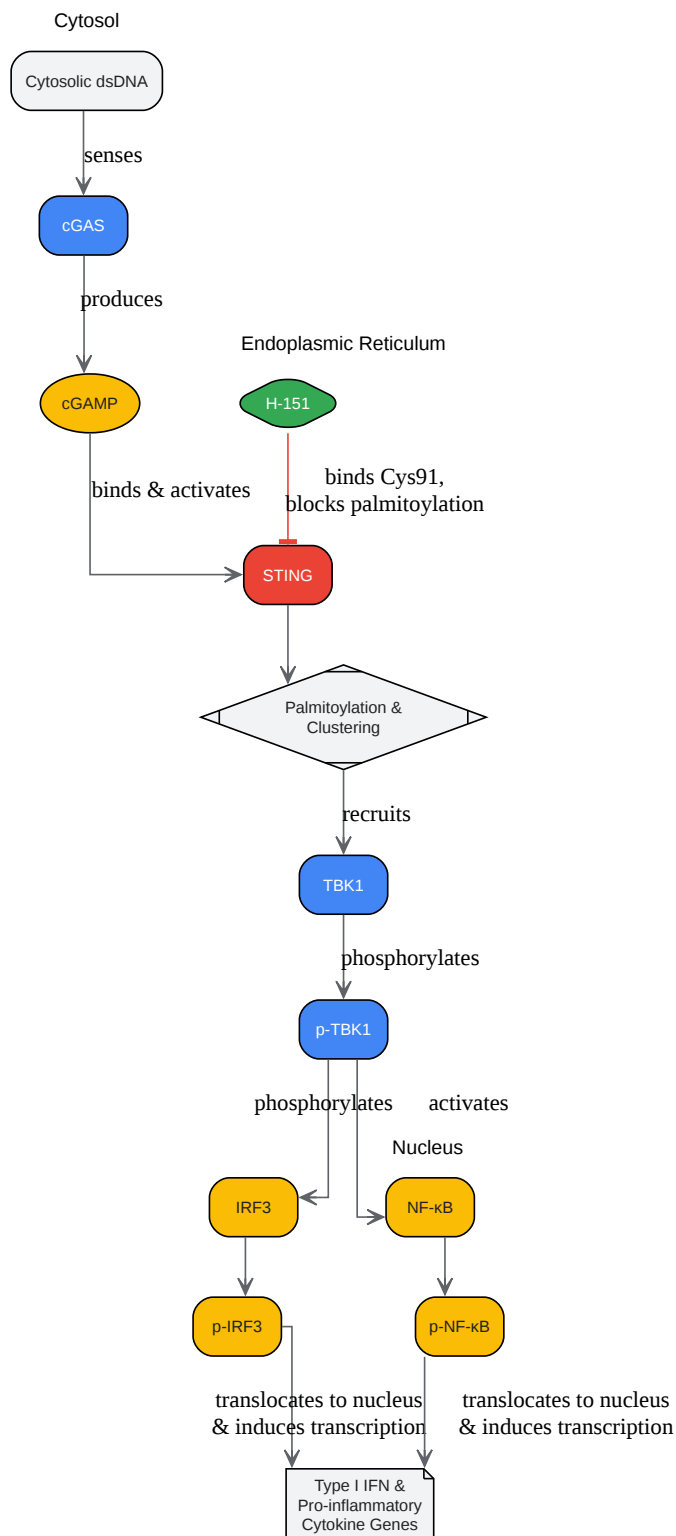 Cytosol
Cytosolic dsDNA
senses
cGAS
produces
Endoplasmic Reticulum
cGAMP
H-151
binds & activates
binds Cys91,
blocks palmitoylation
STING
Palmitoylation &
Clustering
recruits
TBK1
phosphorylates
p-TBK1
phosphorylates
activates
Nucleus
IRF3
NF-κB
p-IRF3
p-NF-κB
translocates to nucleus
& induces transcription
translocates to nucleus
& induces transcription
Type I IFN &
Pro-inflammatory
Cytokine Genes